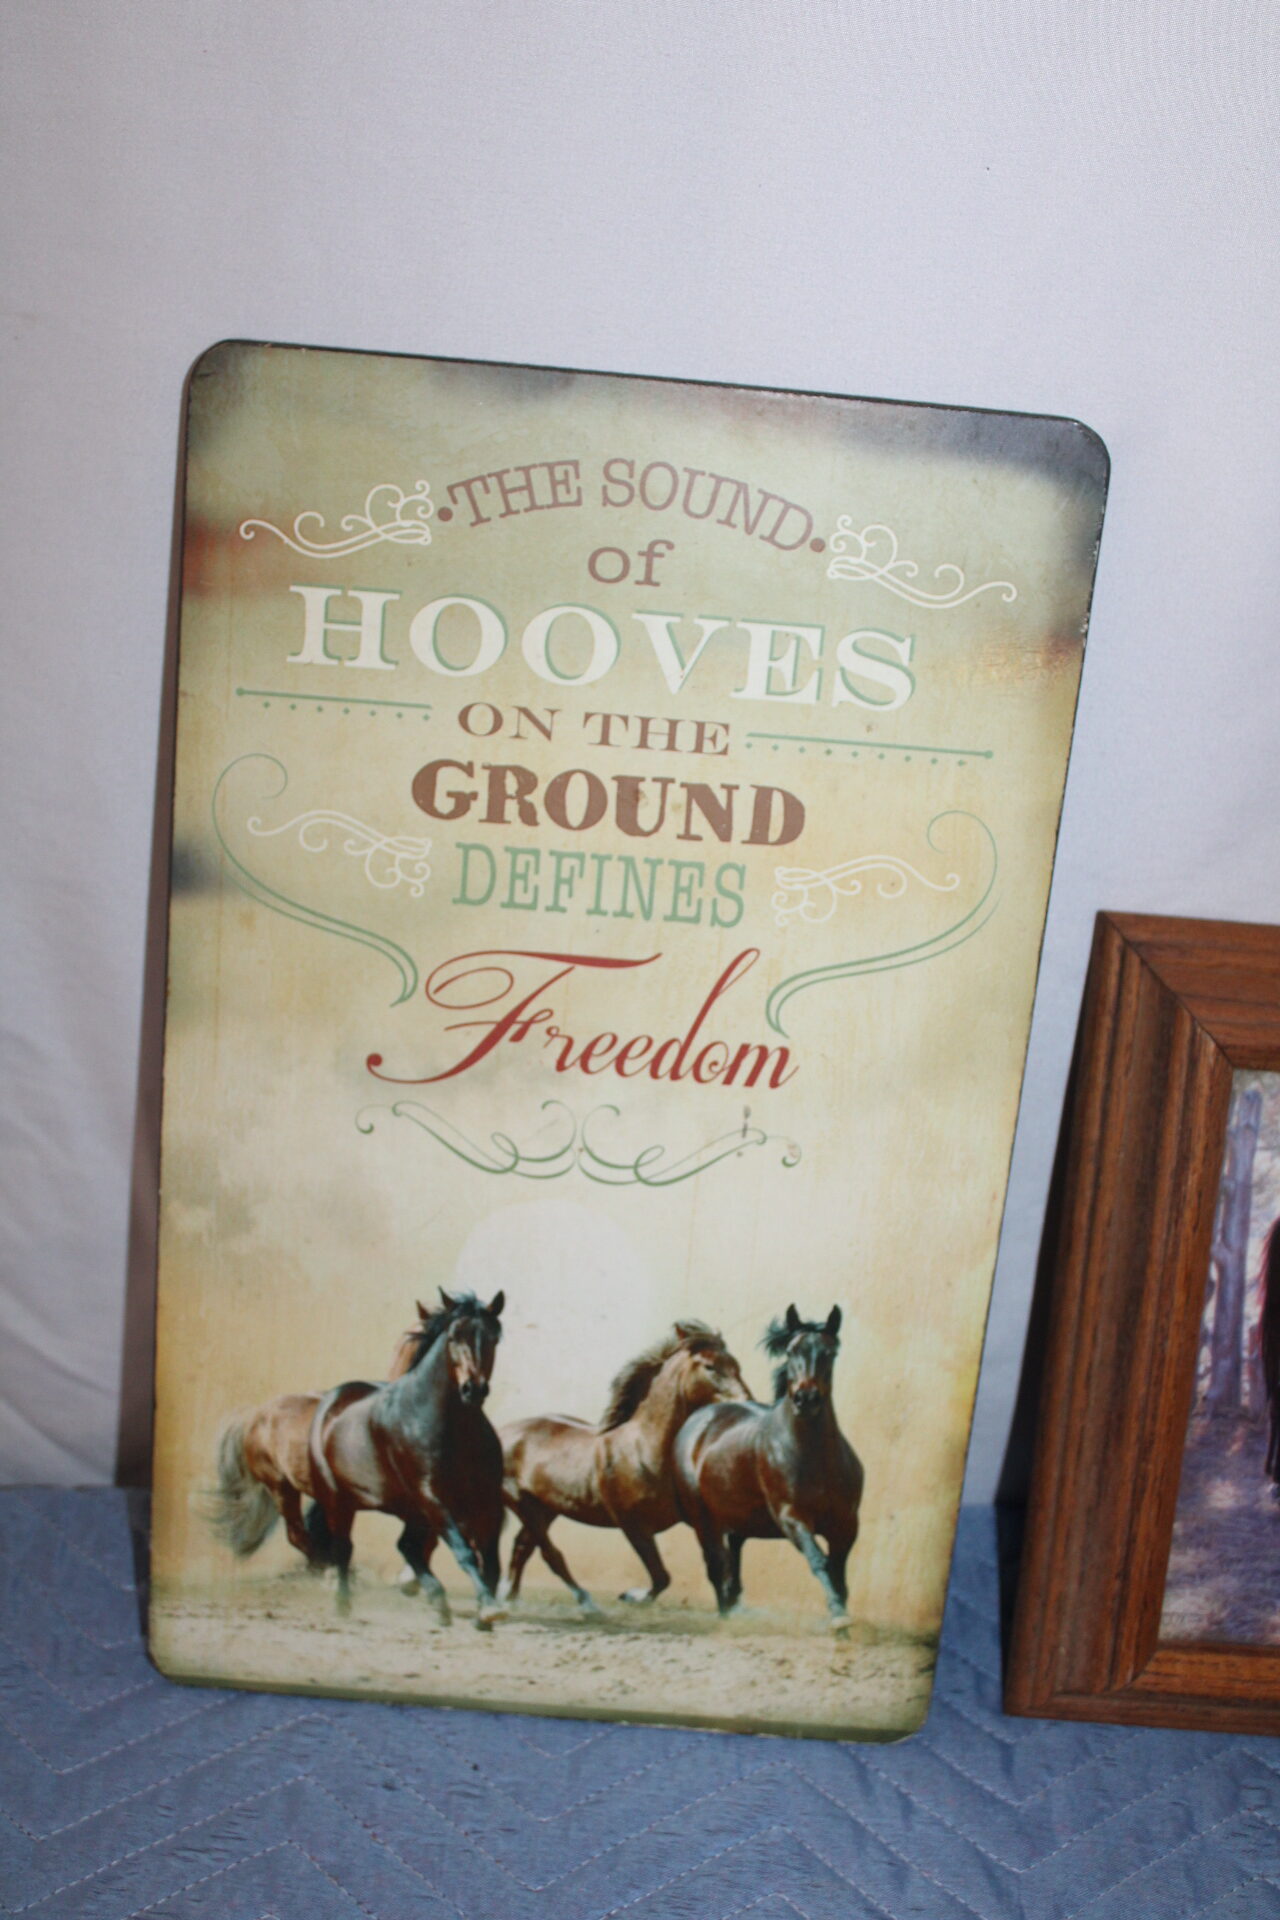 ·THE SOUND·
of
HOOVES
ON THE
GROUND
DEFINES
Freedom